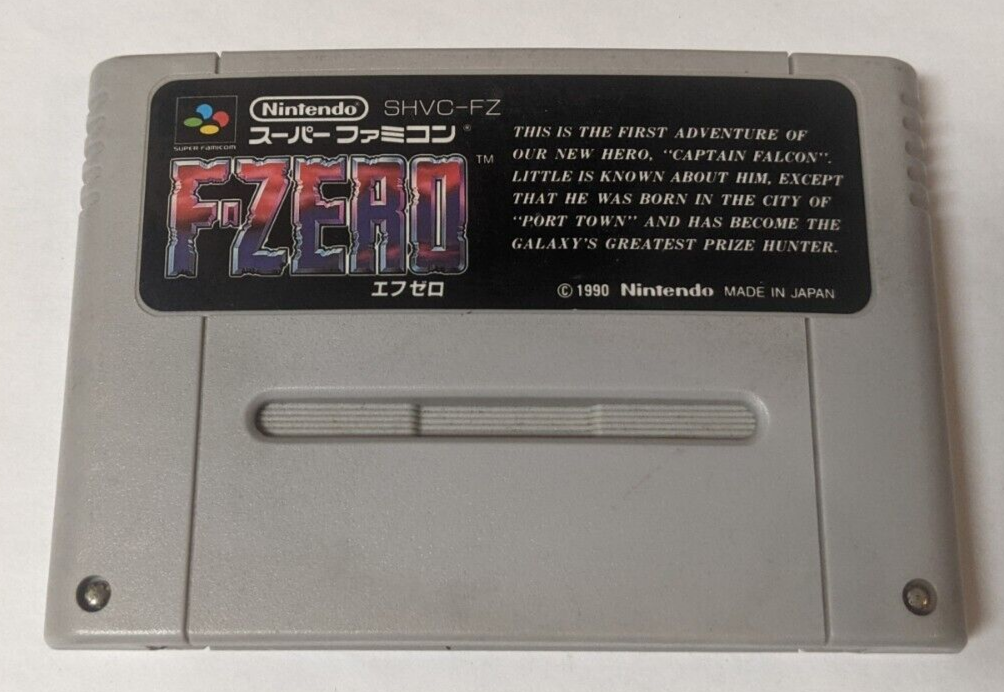 Nintendo® SHVC-FZ
スーパーファミコン®
SUPER FAMICOM
F-ZERO™
エフゼロ
THIS IS THE FIRST ADVENTURE OF
OUR NEW HERO, "CAPTAIN FALCON".
LITTLE IS KNOWN ABOUT HIM, EXCEPT
THAT HE WAS BORN IN THE CITY OF
"PORT TOWN" AND HAS BECOME THE
GALAXY'S GREATEST PRIZE HUNTER.
©1990 Nintendo MADE IN JAPAN